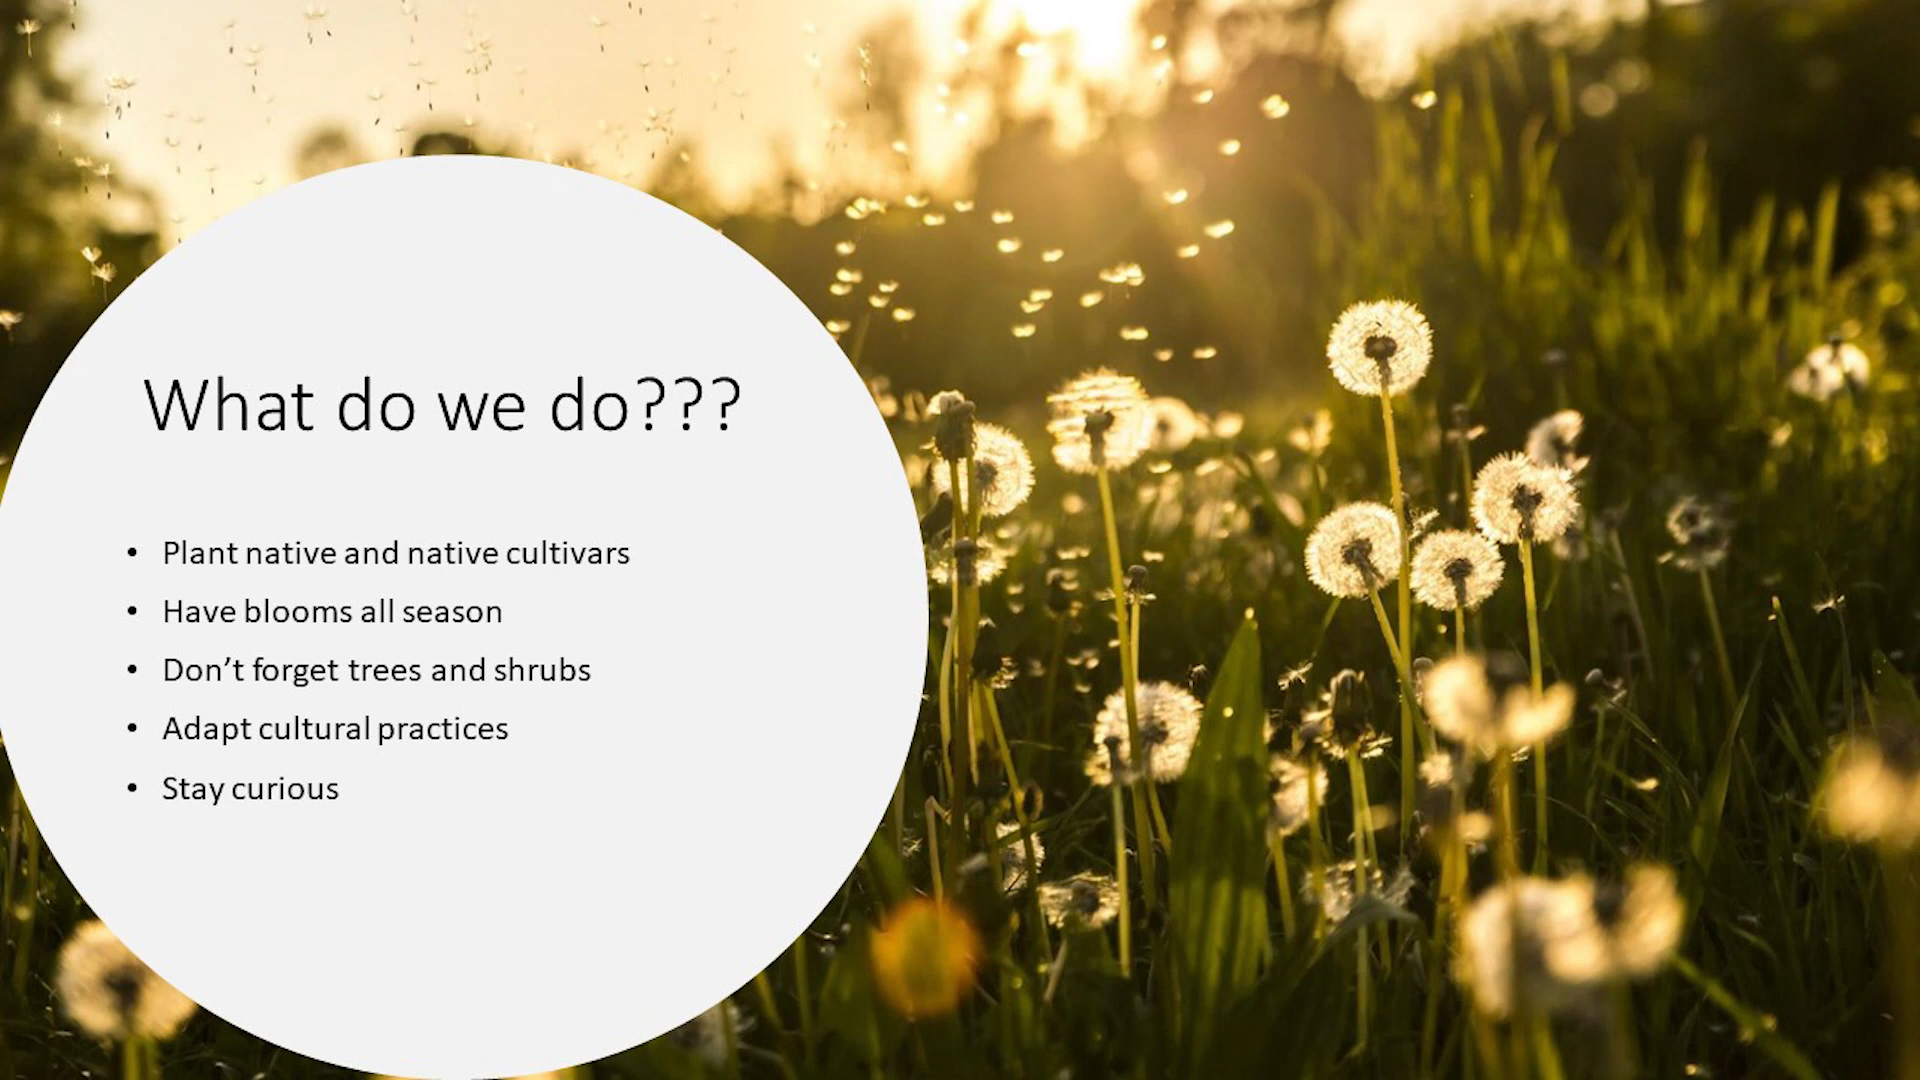 What do we do???
• Plant native and native cultivars
• Have blooms all season
• Don’t forget trees and shrubs
• Adapt cultural practices
• Stay curious